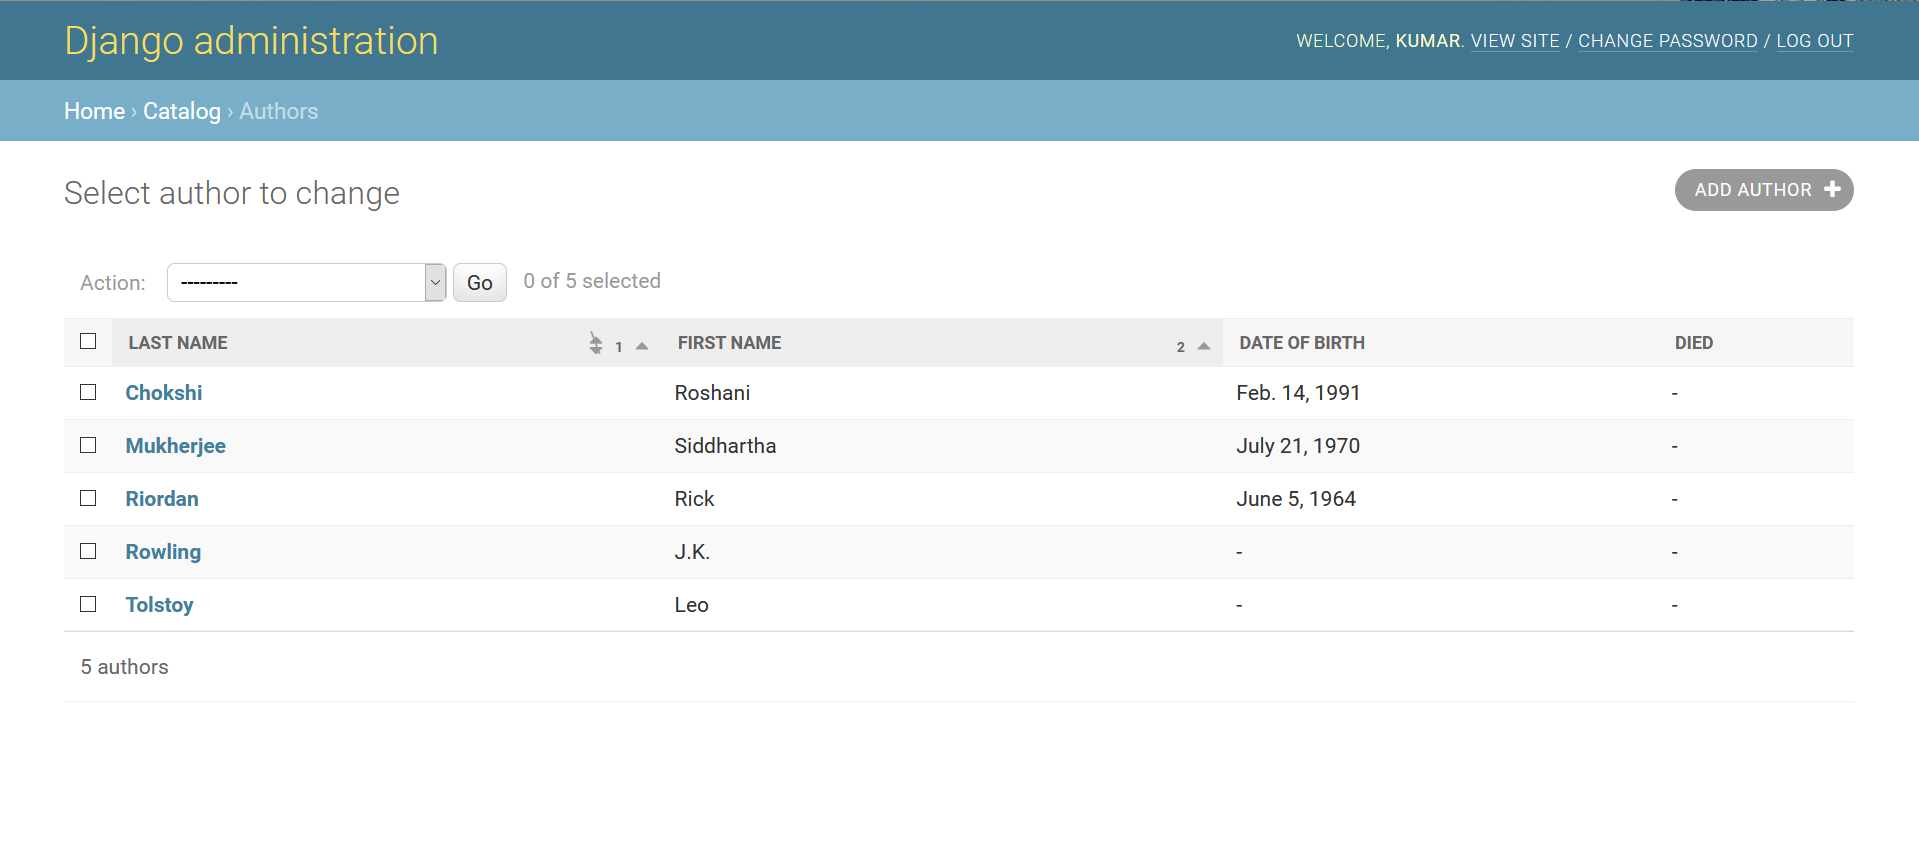 Django administration
WELCOME, KUMAR. VIEW SITE / CHANGE PASSWORD / LOG OUT
Home › Catalog › Authors
Select author to change
ADD AUTHOR +
Action: --------- Go 0 of 5 selected
LAST NAME 1 FIRST NAME 2 DATE OF BIRTH DIED
Chokshi Roshani Feb. 14, 1991 -
Mukherjee Siddhartha July 21, 1970 -
Riordan Rick June 5, 1964 -
Rowling J.K. - -
Tolstoy Leo - -
5 authors